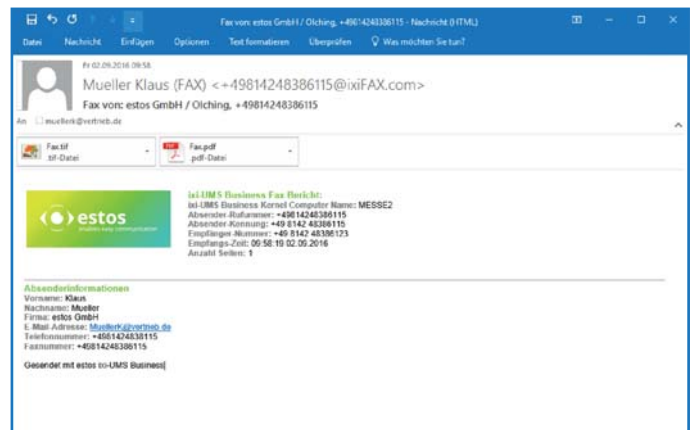 Fax von: estos GmbH / Olching, +49814248386115 - Nachricht (HTML)
Datei Nachricht Einfügen Optionen Text formatieren Überprüfen Was möchten Sie tun?
Fr 02.09.2016 09:58
Mueller Klaus (FAX) <+49814248386115@ixiFAX.com>
Fax von: estos GmbH / Olching, +49814248386115
An muellerk@vertrieb.de
Fax.tif
.tif-Datei
Fax.pdf
.pdf-Datei
estos
enables easy communication
ixi-UMS Business Fax Bericht:
ixi-UMS Business Kernel Computer Name: MESSE2
Absender-Rufnummer: +49814248386115
Absender-Kennung: +49 8142 48386115
Empfänger-Nummer: +49 8142 48386123
Empfangs-Zeit: 09:58:19 02.09.2016
Anzahl Seiten: 1
Absenderinformationen
Vorname: Klaus
Nachname: Mueller
Firma: estos GmbH
E-Mail-Adresse: MuellerK@vertrieb.de
Telefonnummer: +4981424838115
Faxnummer: +49814248386115
Gesendet mit estos ixi-UMS Business